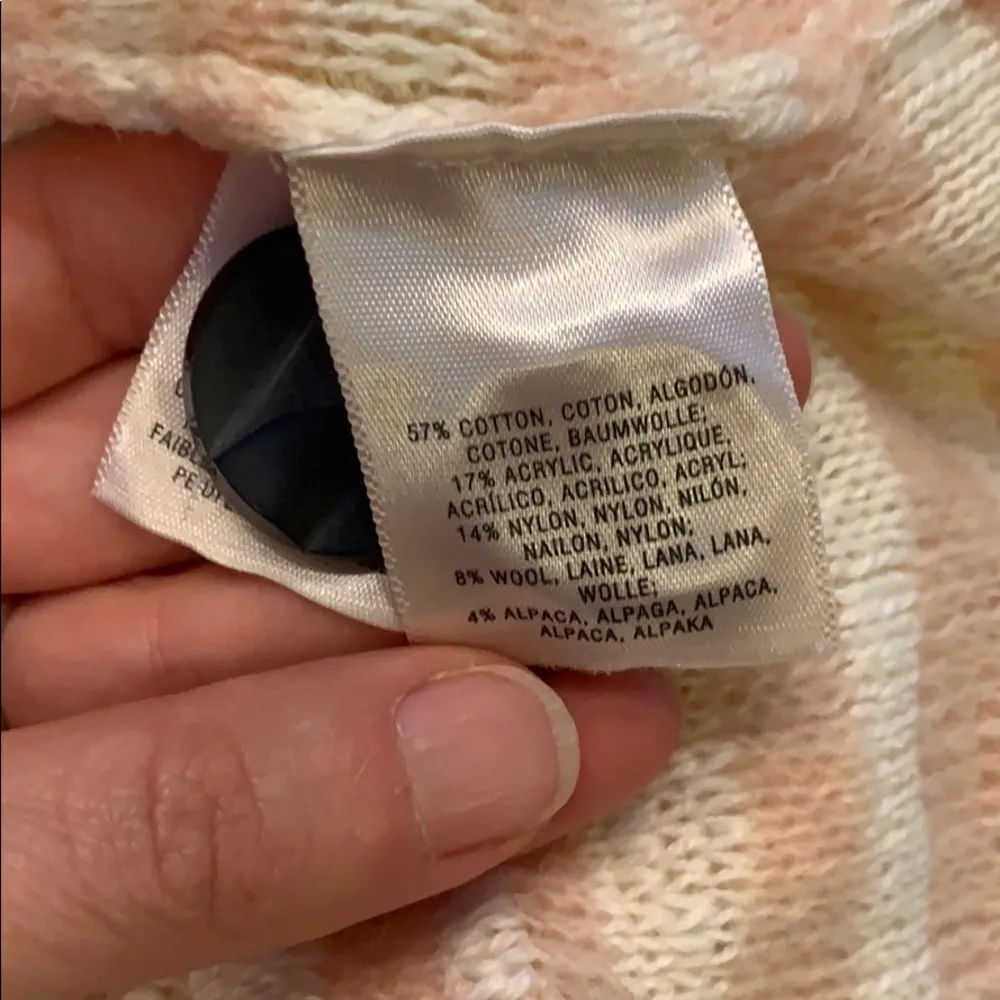 57% COTTON, COTON, ALGODÓN,
COTONE, BAUMWOLLE;
17% ACRYLIC, ACRYLIQUE,
ACRÍLICO, ACRILICO, ACRYL;
14% NYLON, NYLON, NILÓN,
NAILON, NYLON;
8% WOOL, LAINE, LANA, LANA,
WOLLE;
4% ALPACA, ALPAGA, ALPACA,
ALPACA, ALPAKA